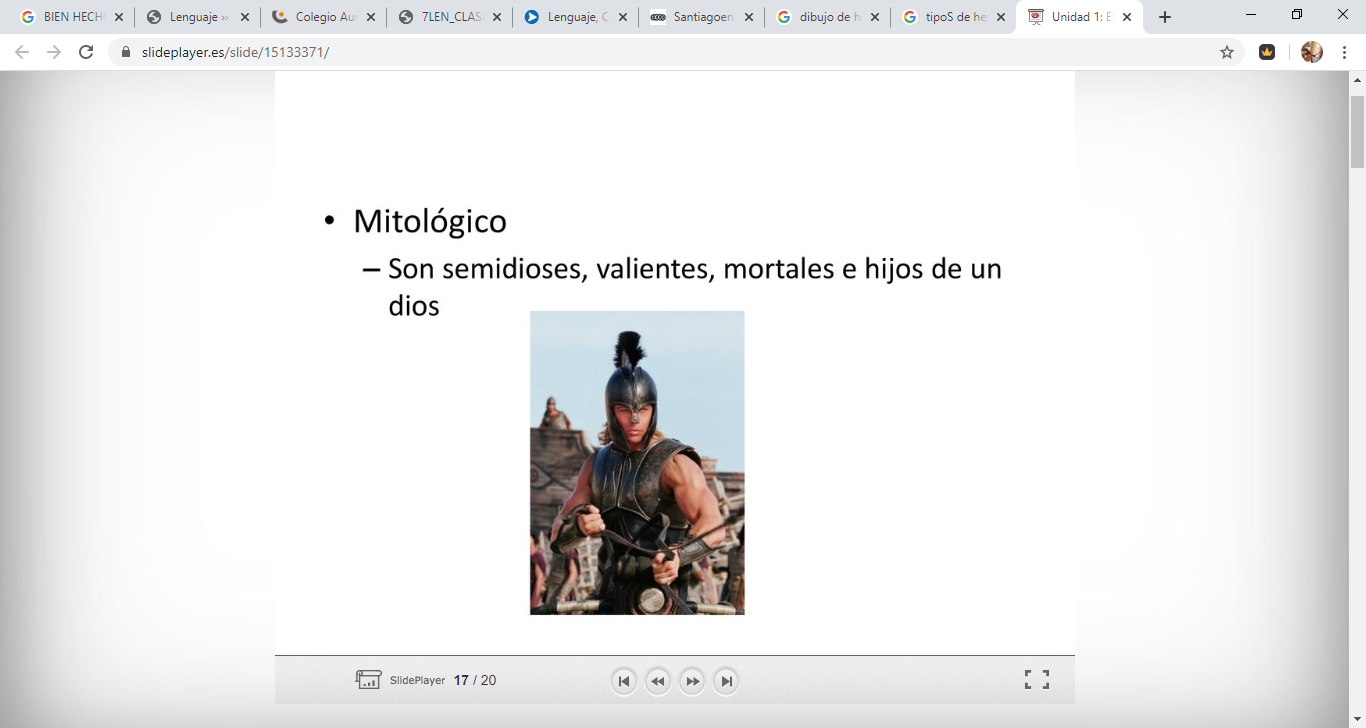 BIEN HECH
Lenguaje ››
Colegio Au
7LEN_CLAS
Lenguaje, C
Santiagoen
dibujo de h
tipoS de he
Unidad 1: E
slideplayer.es/slide/15133371/
• Mitológico
– Son semidioses, valientes, mortales e hijos de un
dios
SlidePlayer 17 / 20